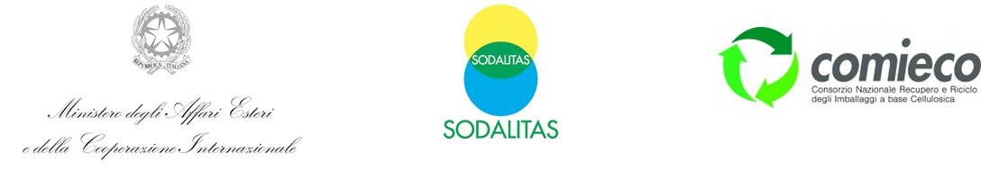 REPVBBLICA ITALIANA
Ministero degli Affari Esteri
e della Cooperazione Internazionale
SODALITAS
SODALITAS
comieco
Consorzio Nazionale Recupero e Riciclo
degli Imballaggi a base Cellulosica